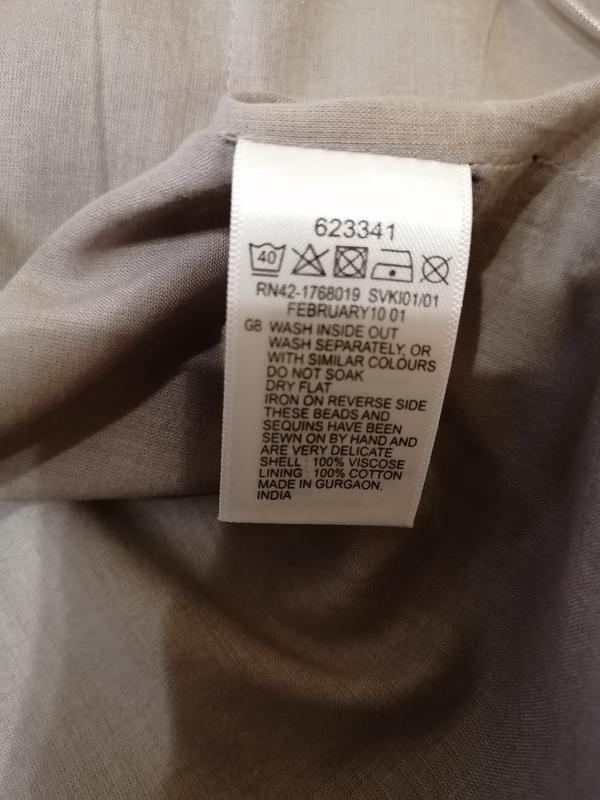 623341
40
RN42-1768019 SVKI01/01
FEBRUARY10 01
GB WASH INSIDE OUT
WASH SEPARATELY, OR
WITH SIMILAR COLOURS
DO NOT SOAK
DRY FLAT
IRON ON REVERSE SIDE
THESE BEADS AND
SEQUINS HAVE BEEN
SEWN ON BY HAND AND
ARE VERY DELICATE
SHELL : 100% VISCOSE
LINING : 100% COTTON
MADE IN GURGAON,
INDIA